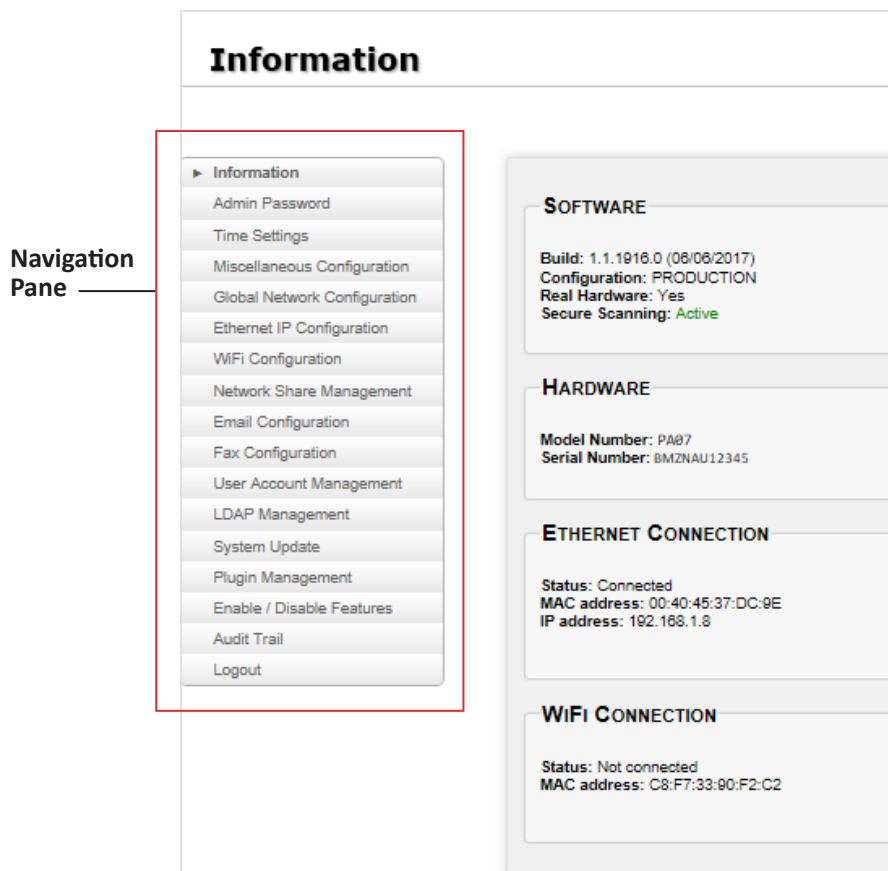 Information
Navigation
Pane
► Information
Admin Password
Time Settings
Miscellaneous Configuration
Global Network Configuration
Ethernet IP Configuration
WiFi Configuration
Network Share Management
Email Configuration
Fax Configuration
User Account Management
LDAP Management
System Update
Plugin Management
Enable / Disable Features
Audit Trail
Logout
SOFTWARE
Build: 1.1.1916.0 (06/06/2017)
Configuration: PRODUCTION
Real Hardware: Yes
Secure Scanning: Active
HARDWARE
Model Number: PA07
Serial Number: BMZNAU12345
ETHERNET CONNECTION
Status: Connected
MAC address: 00:40:45:37:DC:9E
IP address: 192.168.1.8
WIFI CONNECTION
Status: Not connected
MAC address: C8:F7:33:90:F2:C2